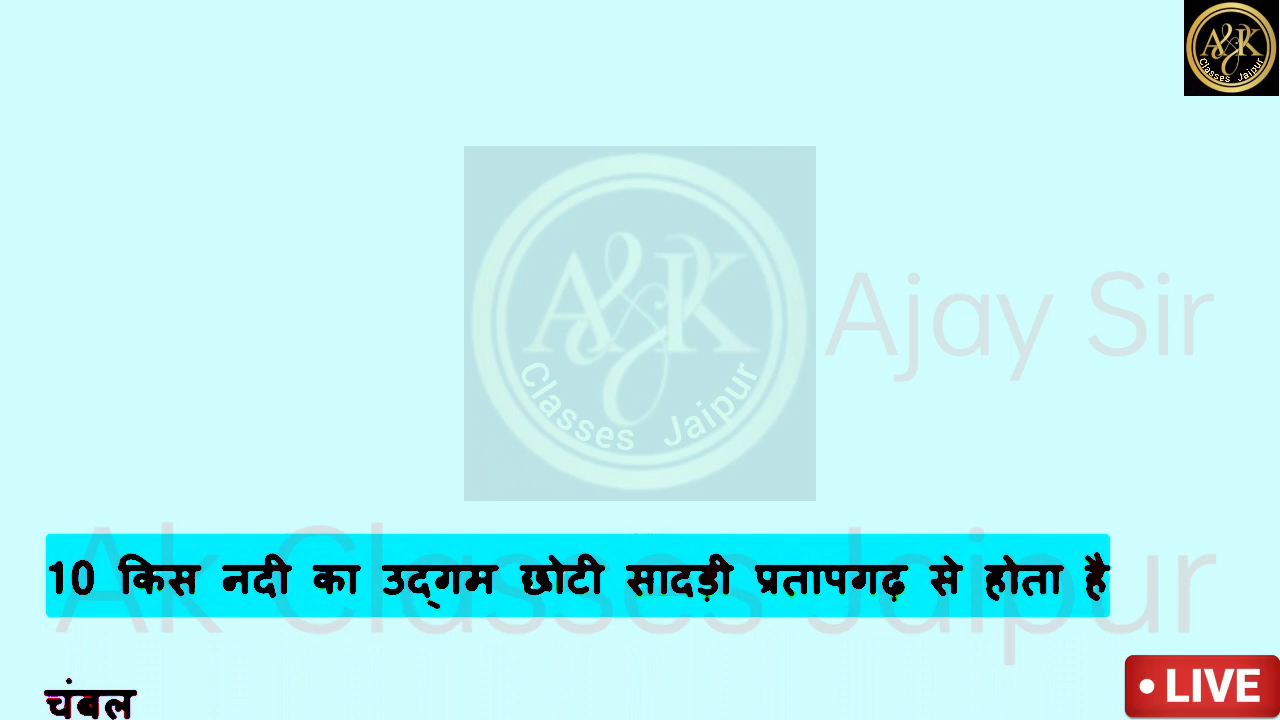 A&K
Classes Jaipur
A&K
Classes Jaipur
Ajay Sir
Ak Classes Jaipur
10 किस नदी का उद्‌गम छोटी सादड़ी प्रतापगढ़ से होता है
LIVE
चंबल